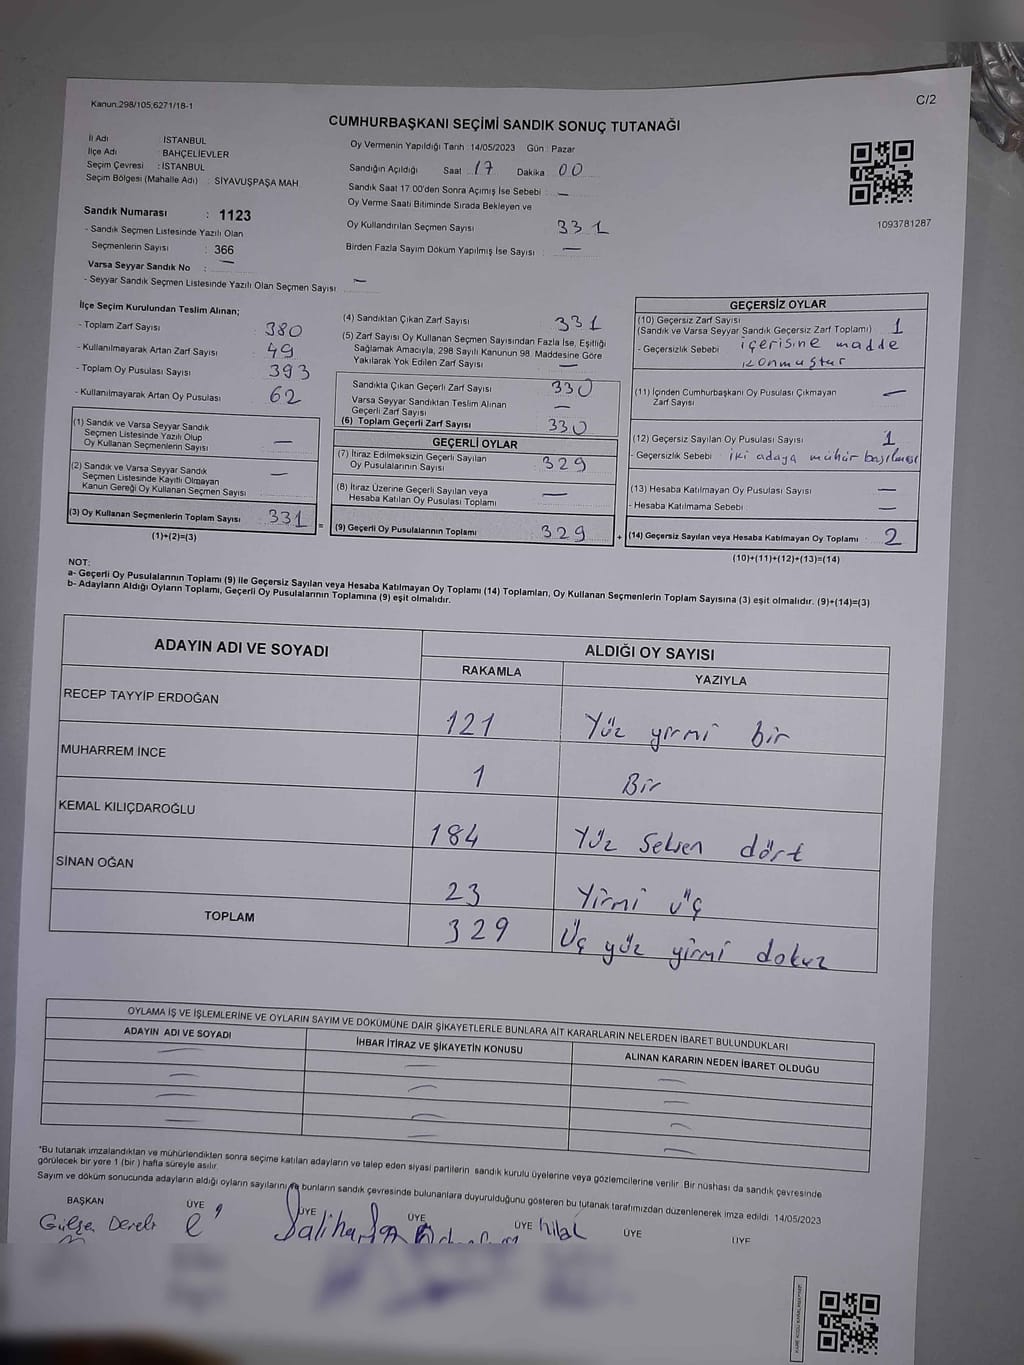 Kanun.298/105,6271/18-1
C/2
CUMHURBAŞKANI SEÇİMİ SANDIK SONUÇ TUTANAĞI
İl Adı : İSTANBUL
İlçe Adı : BAHÇELİEVLER
Seçim Çevresi : İSTANBUL
Seçim Bölgesi (Mahalle Adı) : SİYAVUŞPAŞA MAH
Sandık Numarası : 1123
- Sandık Seçmen Listesinde Yazılı Olan
Seçmenlerin Sayısı : 366
Varsa Seyyar Sandık No : —
- Seyyar Sandık Seçmen Listesinde Yazılı Olan Seçmen Sayısı —
Oy Vermenin Yapıldığı Tarih :14/05/2023 Gün : Pazar
Sandığın Açıldığı Saat 17 Dakika 00
Sandık Saat 17 00'den Sonra Açımış İse Sebebi : —
Oy Verme Saati Bitiminde Sırada Bekleyen ve
Oy Kullandırılan Seçmen Sayısı 331
Birden Fazla Sayım Döküm Yapılmış İse Sayısı : —
1093781287
İlçe Seçim Kurulundan Teslim Alınan;
- Toplam Zarf Sayısı : 380
- Kullanılmayarak Artan Zarf Sayısı : 49
- Toplam Oy Pusulası Sayısı : 393
- Kullanılmayarak Artan Oy Pusulası : 62
(1) Sandık ve Varsa Seyyar Sandık
Seçmen Listesinde Yazılı Olup
Oy Kullanan Seçmenlerin Sayısı —
(2) Sandık ve Varsa Seyyar Sandık
Seçmen Listesinde Kayıtlı Olmayan
Kanun Gereği Oy Kullanan Seçmen Sayısı —
(3) Oy Kullanan Seçmenlerin Toplam Sayısı 331 =
(1)+(2)=(3)
(4) Sandıktan Çıkan Zarf Sayısı 331
(5) Zarf Sayısı Oy Kullanan Seçmen Sayısından Fazla İse, Eşitliği
Sağlamak Amacıyla, 298 Sayılı Kanunun 98. Maddesine Göre
Yakılarak Yok Edilen Zarf Sayısı —
Sandıkta Çıkan Geçerli Zarf Sayısı 330
Varsa Seyyar Sandıktan Teslim Alınan
Geçerli Zarf Sayısı —
(6) Toplam Geçerli Zarf Sayısı 330
GEÇERLİ OYLAR
(7) İtiraz Edilmeksizin Geçerli Sayılan
Oy Pusulalarının Sayısı 329
(8) İtiraz Üzerine Geçerli Sayılan veya
Hesaba Katılan Oy Pusulası Toplamı —
(9) Geçerli Oy Pusulalarının Toplamı 329 +
GEÇERSİZ OYLAR
(10) Geçersiz Zarf Sayısı
(Sandık ve Varsa Seyyar Sandık Geçersiz Zarf Toplamı) 1
- Geçersizlik Sebebi : içerisine madde
konmuştur
(11) İçinden Cumhurbaşkanı Oy Pusulası Çıkmayan
Zarf Sayısı —
(12) Geçersiz Sayılan Oy Pusulası Sayısı 1
- Geçersizlik Sebebi : iki adaya mühür basılması
(13) Hesaba Katılmayan Oy Pusulası Sayısı —
- Hesaba Katılmama Sebebi : —
(14) Geçersiz Sayılan veya Hesaba Katılmayan Oy Toplamı 2
(10)+(11)+(12)+(13)=(14)
NOT:
a- Geçerli Oy Pusulalarının Toplamı (9) ile Geçersiz Sayılan veya Hesaba Katılmayan Oy Toplamı (14) Toplamları, Oy Kullanan Seçmenlerin Toplam Sayısına (3) eşit olmalıdır. (9)+(14)=(3)
b- Adayların Aldığı Oyların Toplamı, Geçerli Oy Pusulalarının Toplamına (9) eşit olmalıdır.
ADAYIN ADI VE SOYADI ALDIĞI OY SAYISI
RAKAMLA YAZIYLA
RECEP TAYYİP ERDOĞAN 121 Yüz yirmi bir
MUHARREM İNCE 1 Bir
KEMAL KILIÇDAROĞLU 184 Yüz Seksen dört
SİNAN OĞAN 23 Yirmi üç
TOPLAM 329 Üç yüz yirmi dokuz
OYLAMA İŞ VE İŞLEMLERİNE VE OYLARIN SAYIM VE DÖKÜMÜNE DAİR ŞİKAYETLERLE BUNLARA AİT KARARLARIN NELERDEN İBARET BULUNDUKLARI
ADAYIN ADI VE SOYADI İHBAR İTİRAZ VE ŞİKAYETİN KONUSU ALINAN KARARIN NEDEN İBARET OLDUĞU
— — —
— — —
— — —
— — —
*Bu tutanak imzalandıktan ve mühürlendikten sonra seçime katılan adayların ve talep eden siyasi partilerin sandık kurulu üyelerine veya gözlemcilerine verilir. Bir nüshası da sandık çevresinde
görülecek bir yere 1 (bir ) hafta süreyle asılır.
Sayım ve döküm sonucunda adayların aldığı oyların sayılarını ve bunların sandık çevresinde bulunanlara duyurulduğunu gösteren bu tutanak tarafımızdan düzenlenerek imza edildi 14/05/2023
BAŞKAN ÜYE ÜYE ÜYE ÜYE ÜYE ÜYE
Hilal